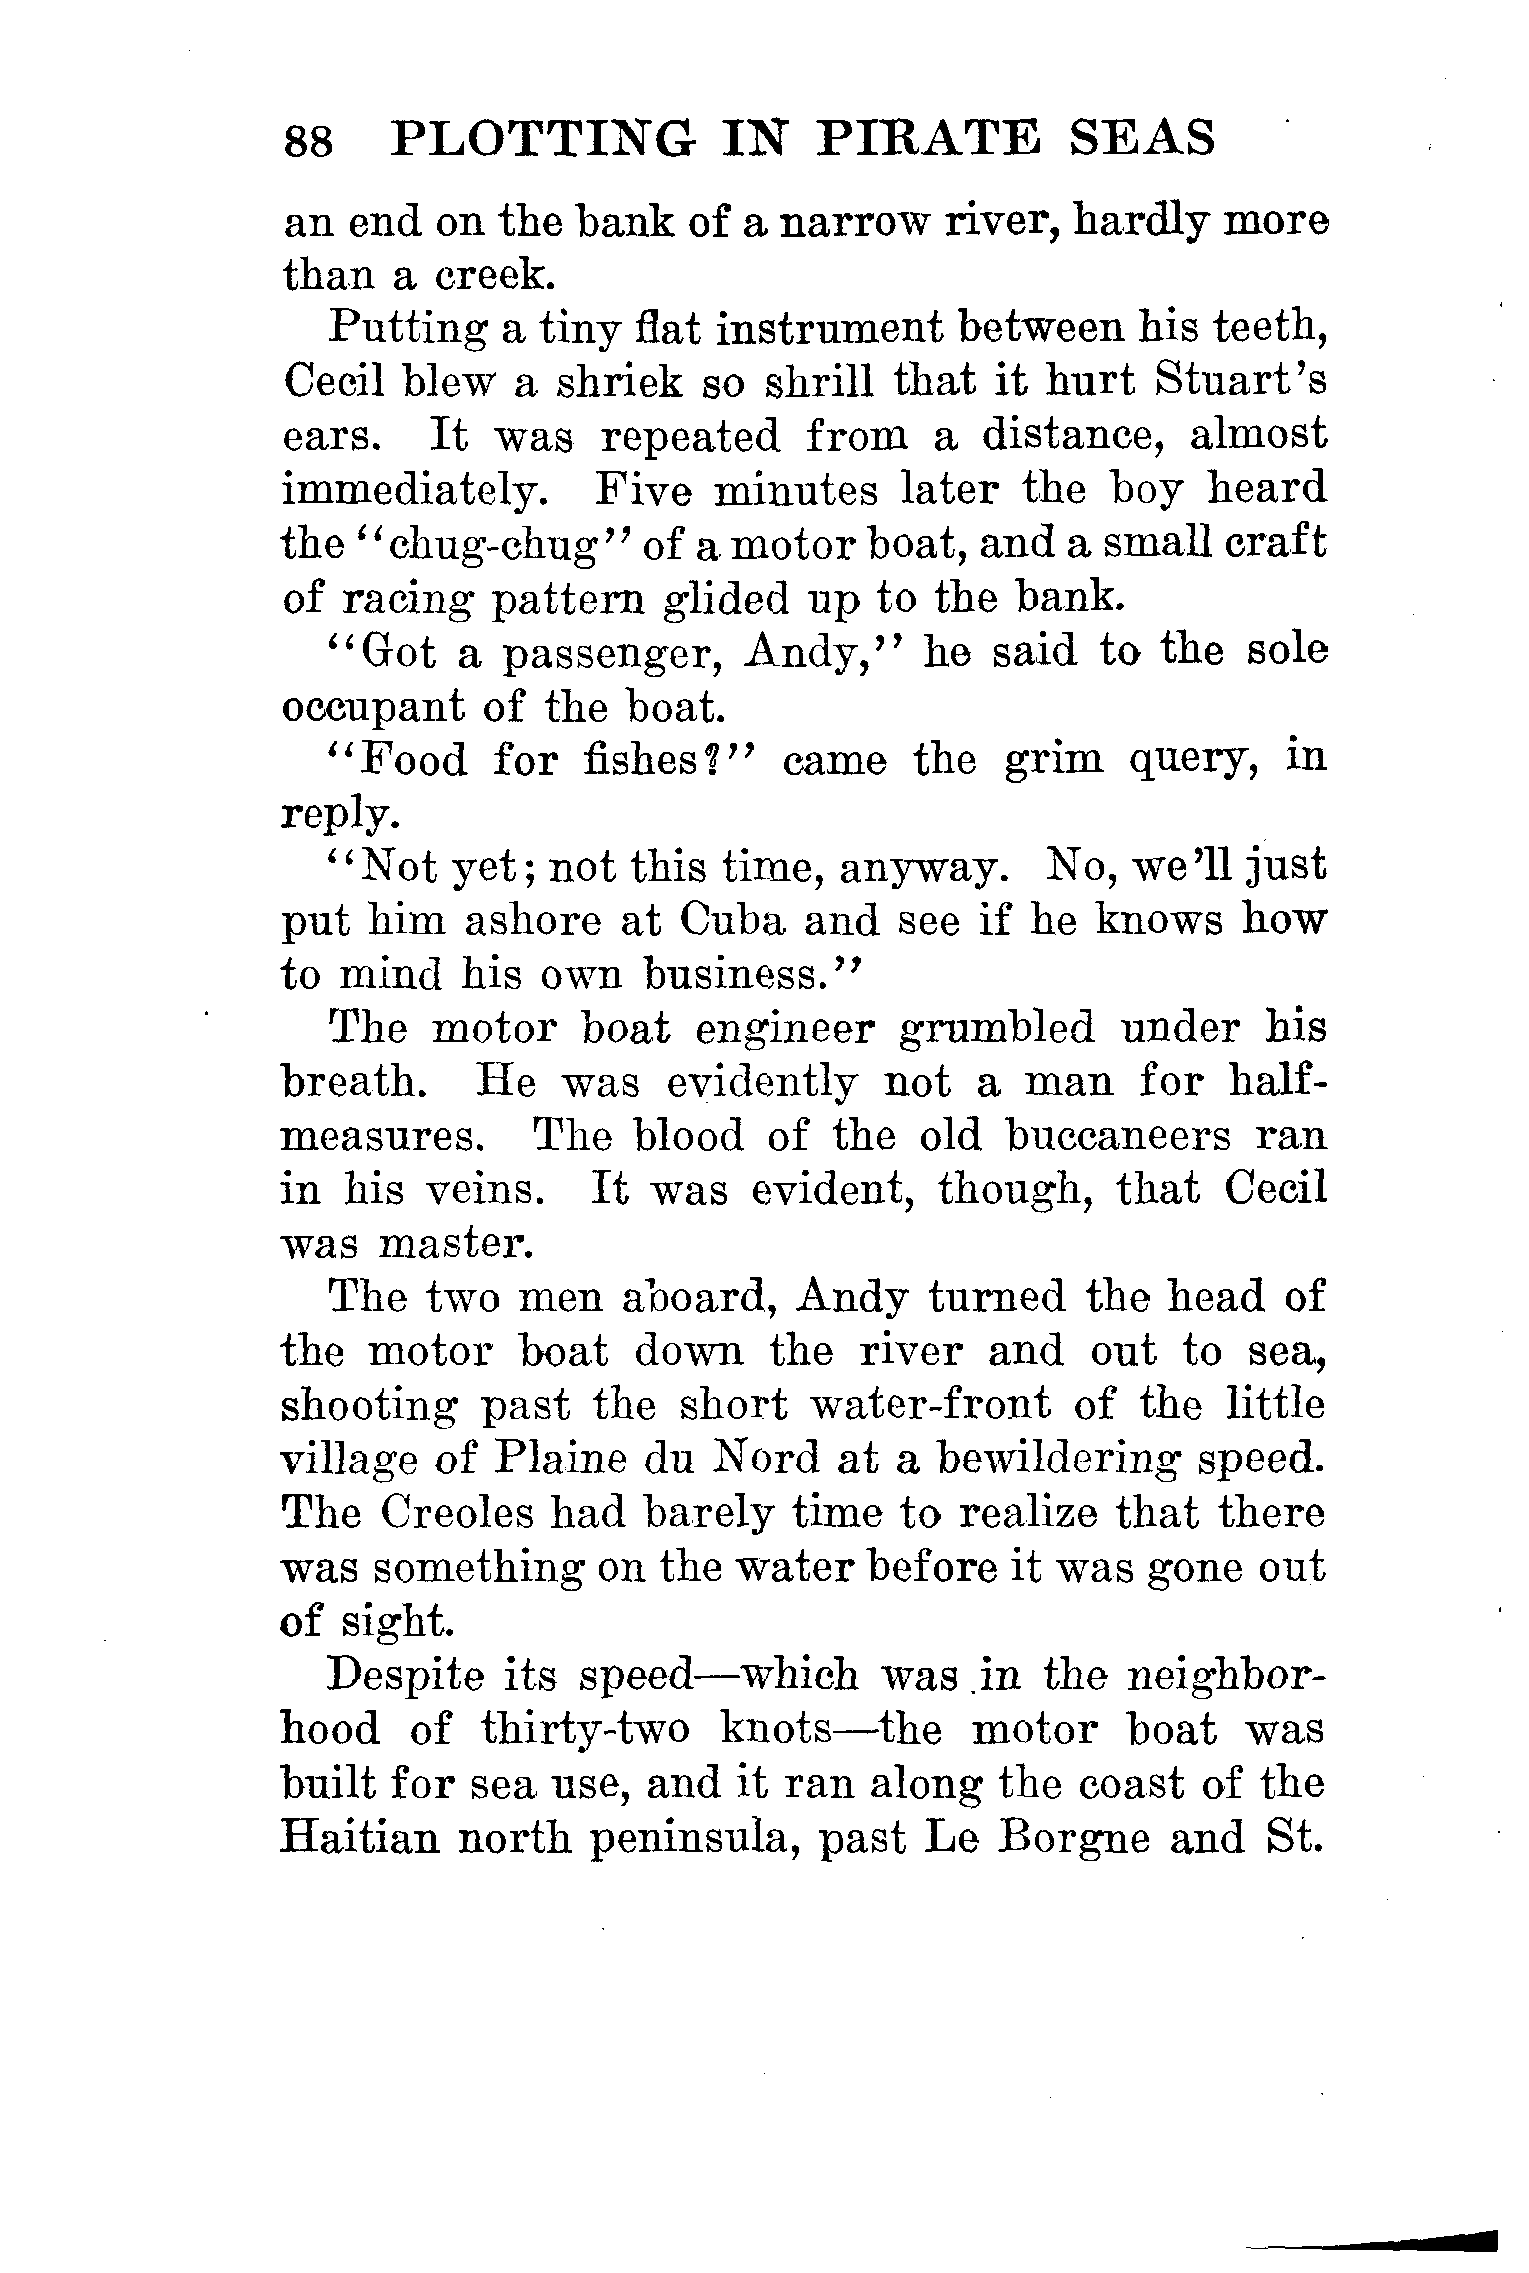 88 PLOTTING IN PIRATE SEAS
an end on the bank of a narrow river, hardly more
than a creek.
Putting a tiny flat instrument between his teeth,
Cecil blew a shriek so shrill that it hurt Stuart's
ears. It was repeated from a distance, almost
immediately. Five minutes later the boy heard
the "chug-chug" of a motor boat, and a small craft
of racing pattern glided up to the bank.
"Got a passenger, Andy," he said to the sole
occupant of the boat.
"Food for fishes?" came the grim query, in
reply.
"Not yet; not this time, anyway. No, we'll just
put him ashore at Cuba and see if he knows how
to mind his own business."
The motor boat engineer grumbled under his
breath. He was evidently not a man for half-
measures. The blood of the old buccaneers ran
in his veins. It was evident, though, that Cecil
was master.
The two men aboard, Andy turned the head of
the motor boat down the river and out to sea,
shooting past the short water-front of the little
village of Plaine du Nord at a bewildering speed.
The Creoles had barely time to realize that there
was something on the water before it was gone out
of sight.
Despite its speed—which was in the neighbor-
hood of thirty-two knots—the motor boat was
built for sea use, and it ran along the coast of the
Haitian north peninsula, past Le Borgne and St.